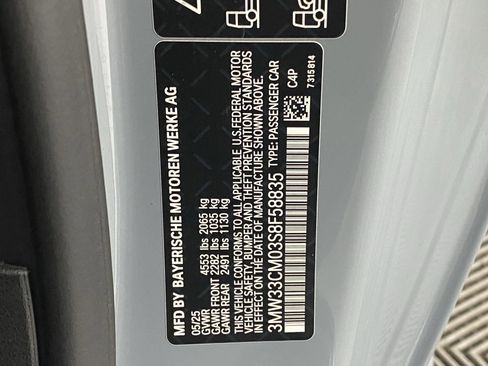 MFD BY BAYERISCHE MOTOREN WERKE AG
05/25
GVWR 4553 lbs 2065 kg
GAWR FRONT 2282 lbs 1035 kg
GAWR REAR 2491 lbs 1130 kg
THIS VEHICLE CONFORMS TO ALL APPLICABLE U.S. FEDERAL MOTOR
VEHICLE SAFETY, BUMPER AND THEFT PREVENTION STANDARDS
IN EFFECT ON THE DATE OF MANUFACTURE SHOWN ABOVE.
3MW33CM03S8F58835 TYPE: PASSENGER CAR
C4P
7315814